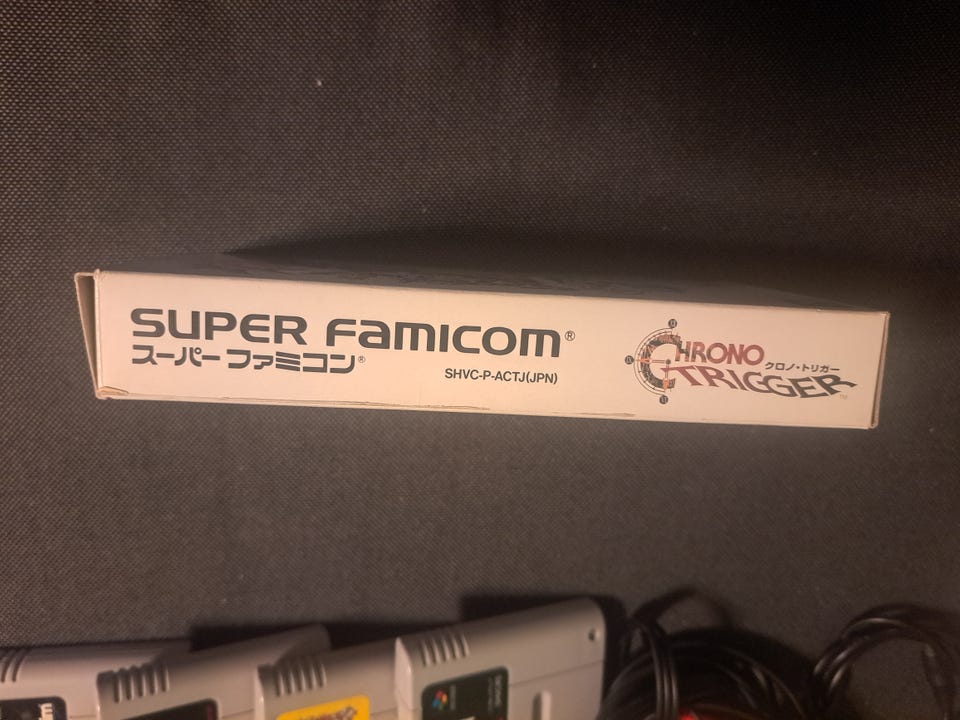 SUPER FAMICOM®
スーパーファミコン®
SHVC-P-ACTJ(JPN)
CHRONO
クロノ・トリガー
TRIGGER™